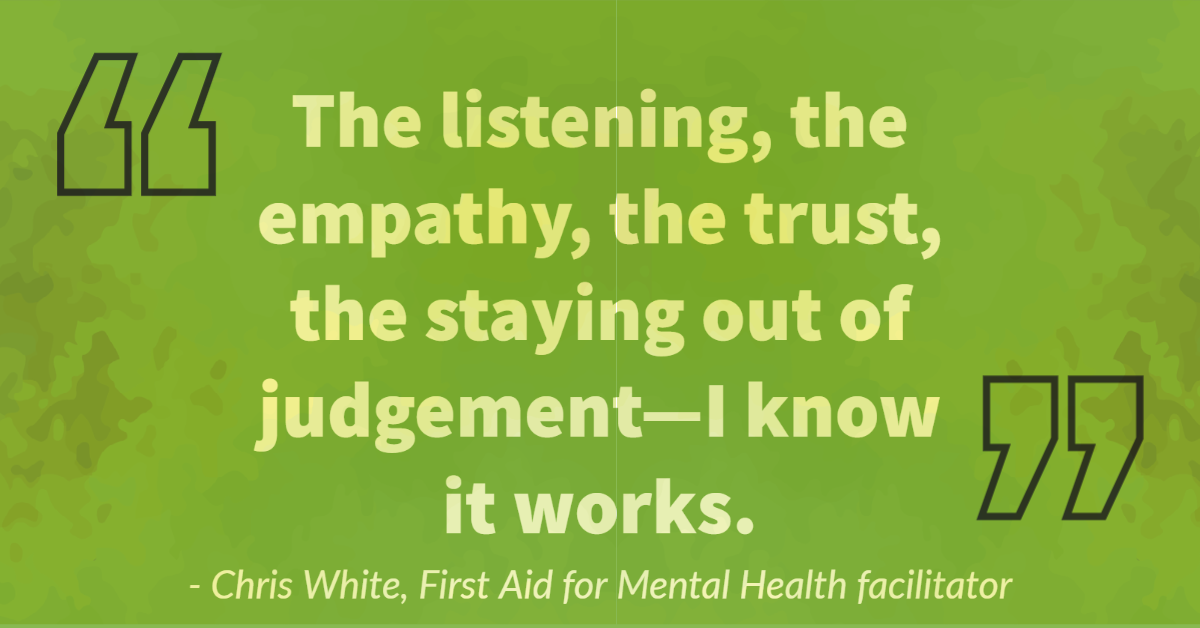 The listening, the
empathy, the trust,
the staying out of
judgement—I know
it works.
- Chris White, First Aid for Mental Health facilitator